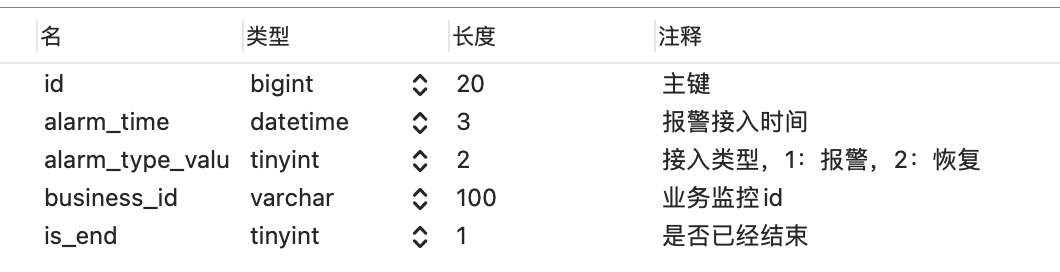 名 类型 长度 注释
id bigint 20 主键
alarm_time datetime 3 报警接入时间
alarm_type_valu tinyint 2 接入类型，1：报警，2：恢复
business_id varchar 100 业务监控id
is_end tinyint 1 是否已经结束